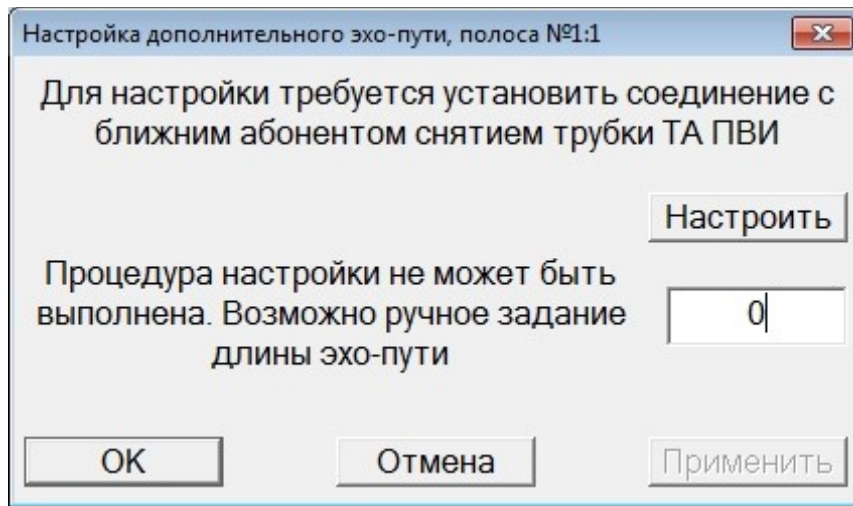 Настройка дополнительного эхо-пути, полоса №1:1
Для настройки требуется установить соединение с
ближним абонентом снятием трубки ТА ПВИ
Настроить
Процедура настройки не может быть
выполнена. Возможно ручное задание
длины эхо-пути
0
OK
Отмена
Применить